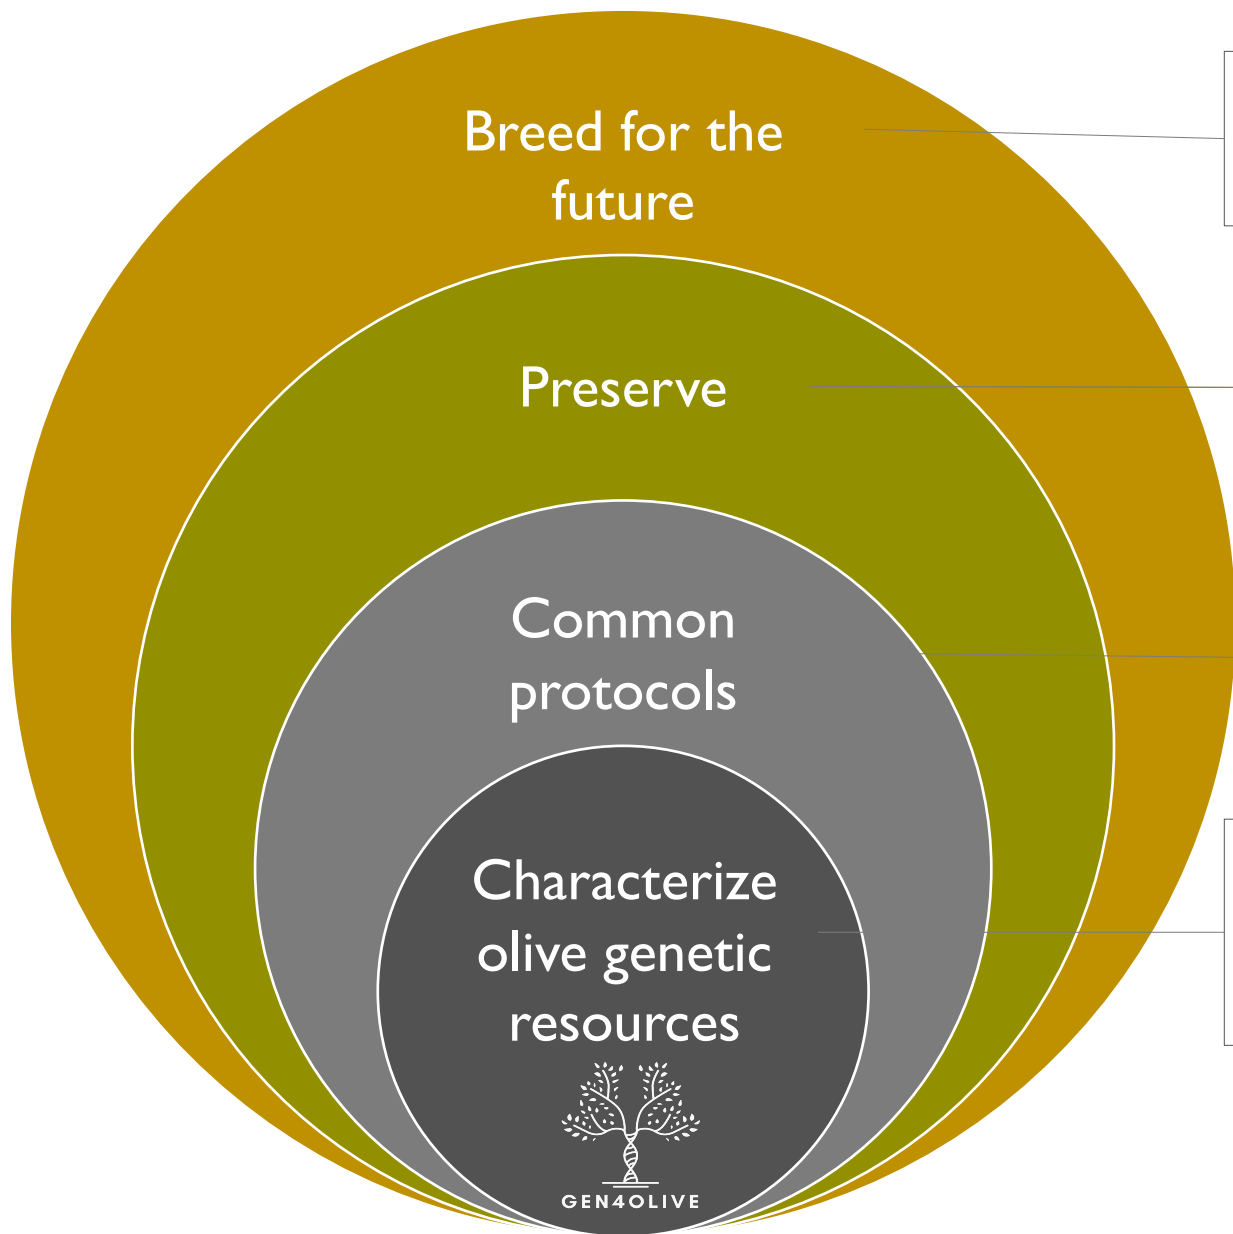 Breed for the
future
Preserve
Common
protocols
Characterize
olive genetic
resources
GEN4OLIVE